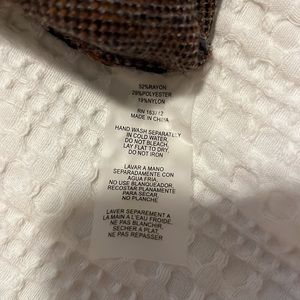 52%RAYON
29%POLYESTER
19%NYLON
MADE IN CHINA
HAND WASH SEPARATELY
IN COLD WATER,
DO NOT BLEACH,
LAY FLAT TO DRY,
DO NOT IRON
LAVAR A MANO
SEPARADAMENTE CON
AGUA FRIA,
NO USE BLANQUEADOR,
RECOSTAR PLANAMENTE
PARA SECAR
NO PLANCHE
LAVER SEPAREMENT A
LA MAIN A L'EAU FROIDE,
NE PAS BLANCHIR,
SECHER A PLAT,
NE PAS REPASSER